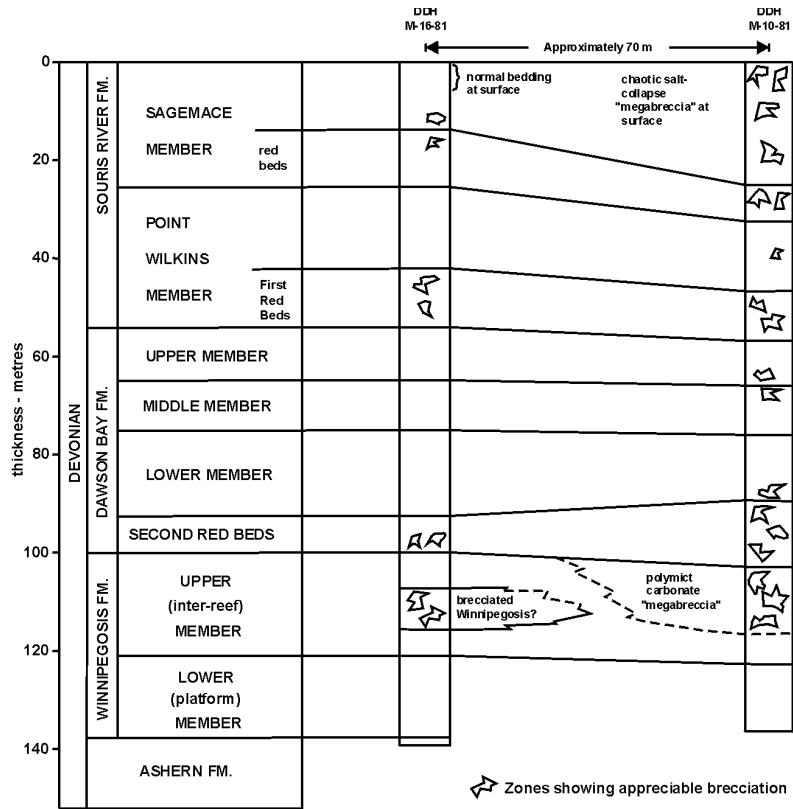 DDH
M-16-81
DDH
M-10-81
Approximately 70 m
thickness - metres
0
20
40
60
80
100
120
140
DEVONIAN
SOURIS RIVER FM.
DAWSON BAY FM.
WINNIPEGOSIS FM.
SAGEMACE
MEMBER
red
beds
POINT
WILKINS
MEMBER
First
Red
Beds
UPPER MEMBER
MIDDLE MEMBER
LOWER MEMBER
SECOND RED BEDS
UPPER
(inter-reef)
MEMBER
LOWER
(platform)
MEMBER
ASHERN FM.
normal bedding
at surface
chaotic salt-
collapse
"megabreccia" at
surface
brecciated
Winnipegosis?
polymict
carbonate
"megabreccia"
Zones showing appreciable brecciation